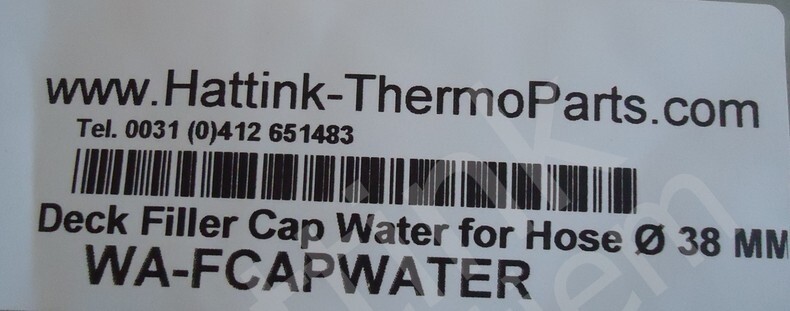 www.Hattink-ThermoParts.com
Tel. 0031 (0)412 651483
Deck Filler Cap Water for Hose Ø 38 MM
WA-FCAPWATER